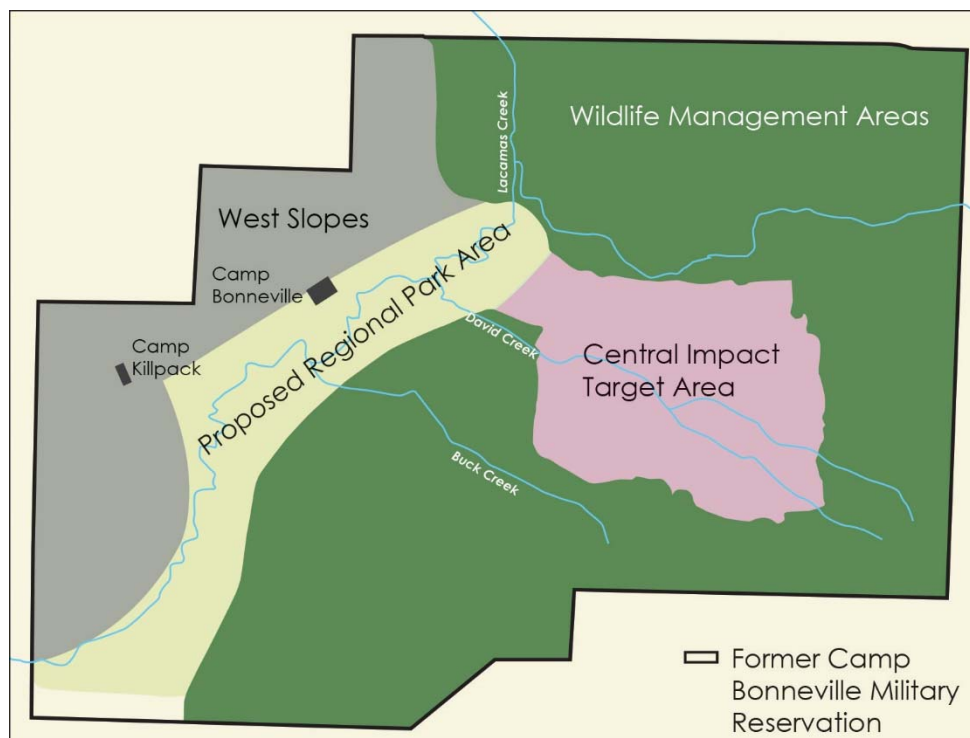 Wildlife Management Areas
Lacamas Creek
West Slopes
Camp
Bonneville
Proposed Regional Park Area
Camp
Killpack
David Creek
Central Impact
Target Area
Buck Creek
Former Camp
Bonneville Military
Reservation